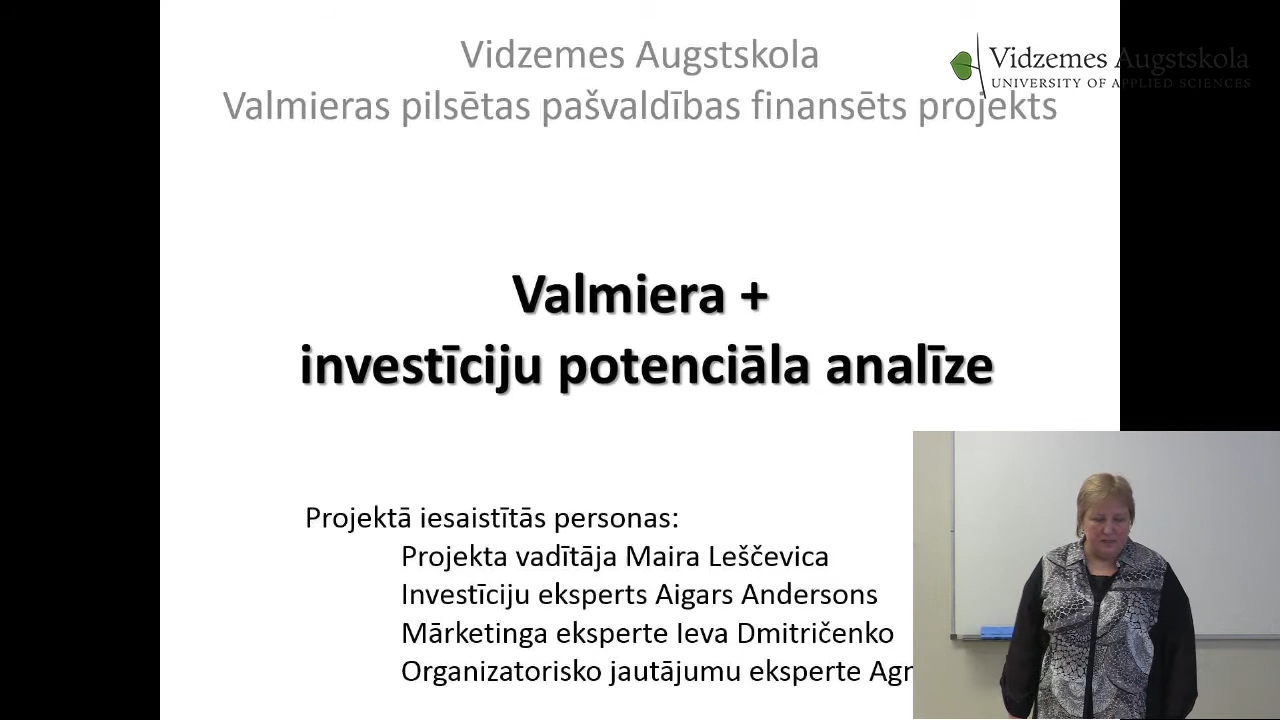 Vidzemes Augstskola
Valmieras pilsētas pašvaldības finansēts projekts
Vidzemes Augstskola
UNIVERSITY OF APPLIED SCIENCES
Valmiera +
investīciju potenciāla analīze
Projektā iesaistītās personas:
Projekta vadītāja Maira Leščevica
Investīciju eksperts Aigars Andersons
Mārketinga eksperte Ieva Dmitričenko
Organizatorisko jautājumu eksperte